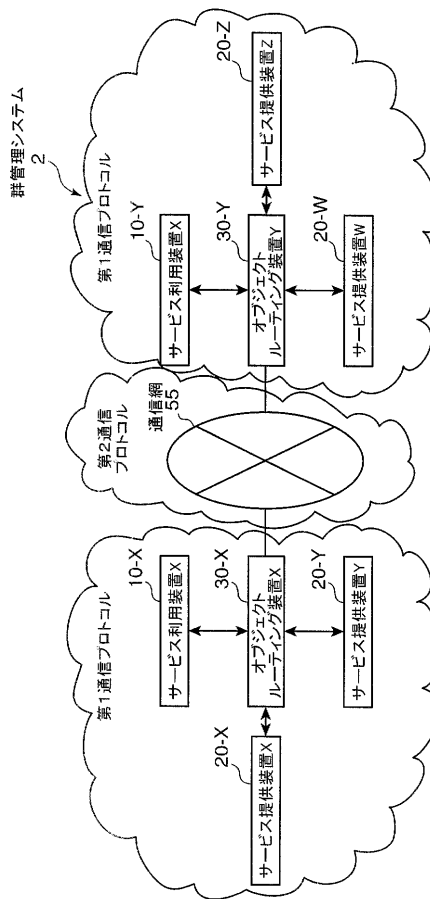 群管理システム
2
第1通信プロトコル
10-X
サービス利用装置X
30-X
オブジェクト
ルーティング装置X
20-X
サービス提供装置X
20-Y
サービス提供装置Y
第2通信
プロトコル
通信網
55
第1通信プロトコル
10-Y
サービス利用装置X
30-Y
オブジェクト
ルーティング装置Y
20-Z
サービス提供装置Z
20-W
サービス提供装置W